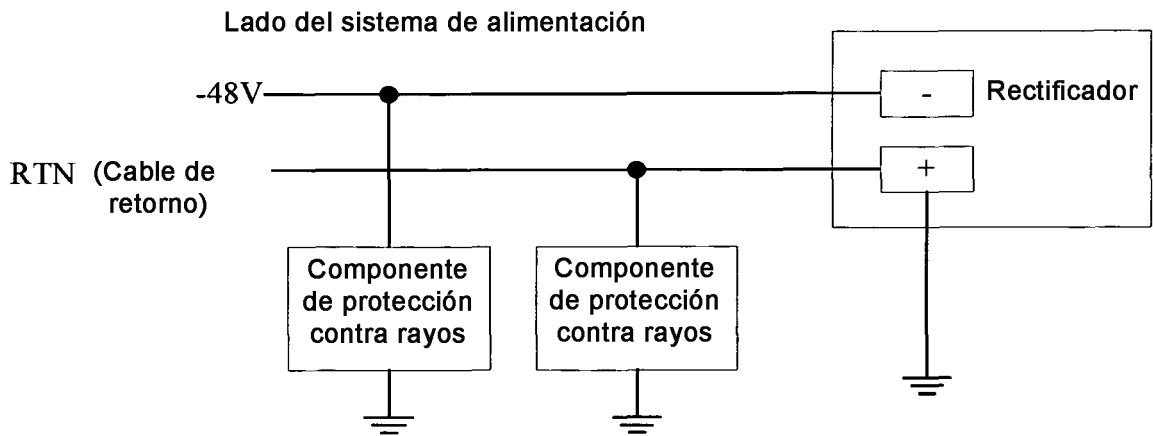 Lado del sistema de alimentación
-48V
-
Rectificador
RTN (Cable de
retorno)
+
Componente
de protección
contra rayos
Componente
de protección
contra rayos